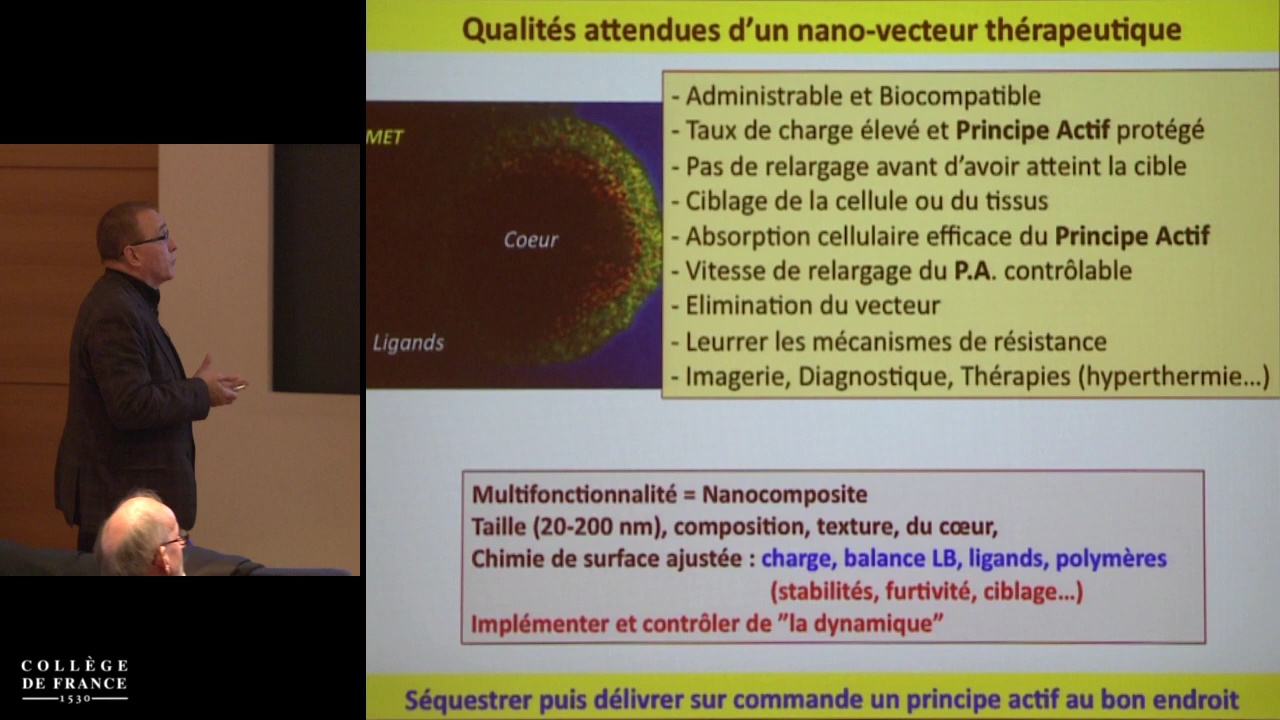 Qualités attendues d'un nano-vecteur thérapeutique
MET
Coeur
Ligands
- Administrable et Biocompatible
- Taux de charge élevé et Principe Actif protégé
- Pas de relargage avant d'avoir atteint la cible
- Ciblage de la cellule ou du tissus
- Absorption cellulaire efficace du Principe Actif
- Vitesse de relargage du P.A. contrôlable
- Elimination du vecteur
- Leurrer les mécanismes de résistance
- Imagerie, Diagnostique, Thérapies (hyperthermie...)
Multifonctionnalité = Nanocomposite
Taille (20-200 nm), composition, texture, du cœur,
Chimie de surface ajustée : charge, balance LB, ligands, polymères
(stabilités, furtivité, ciblage...)
Implémenter et contrôler de "la dynamique"
Séquestrer puis délivrer sur commande un principe actif au bon endroit
COLLÈGE
DE FRANCE
1530